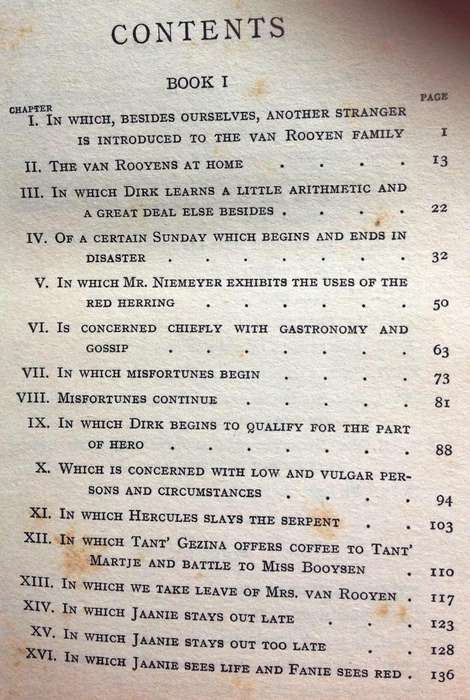 CONTENTS
BOOK I
CHAPTER PAGE
I. In which, besides ourselves, another stranger
is introduced to the van Rooyen family 1
II. The van Rooyens at home . . . . 13
III. In which Dirk learns a little arithmetic and
a great deal else besides . . . . 22
IV. Of a certain Sunday which begins and ends in
disaster . . . . . . . 32
V. In which Mr. Niemeyer exhibits the uses of the
red herring . . . . . . 50
VI. Is concerned chiefly with gastronomy and
gossip . . . . . . . 63
VII. In which misfortunes begin . . . . 73
VIII. Misfortunes continue . . . . . 81
IX. In which Dirk begins to qualify for the part
of hero . . . . . . . 88
X. Which is concerned with low and vulgar per-
sons and circumstances . . . . 94
XI. In which Hercules slays the serpent . . 103
XII. In which Tant' Gezina offers coffee to Tant'
Martje and battle to Miss Booysen . 110
XIII. In which we take leave of Mrs. van Rooyen . 117
XIV. In which Jaanie stays out late . . . 123
XV. In which Jaanie stays out too late . . 128
XVI. In which Jaanie sees life and Fanie sees red . 136